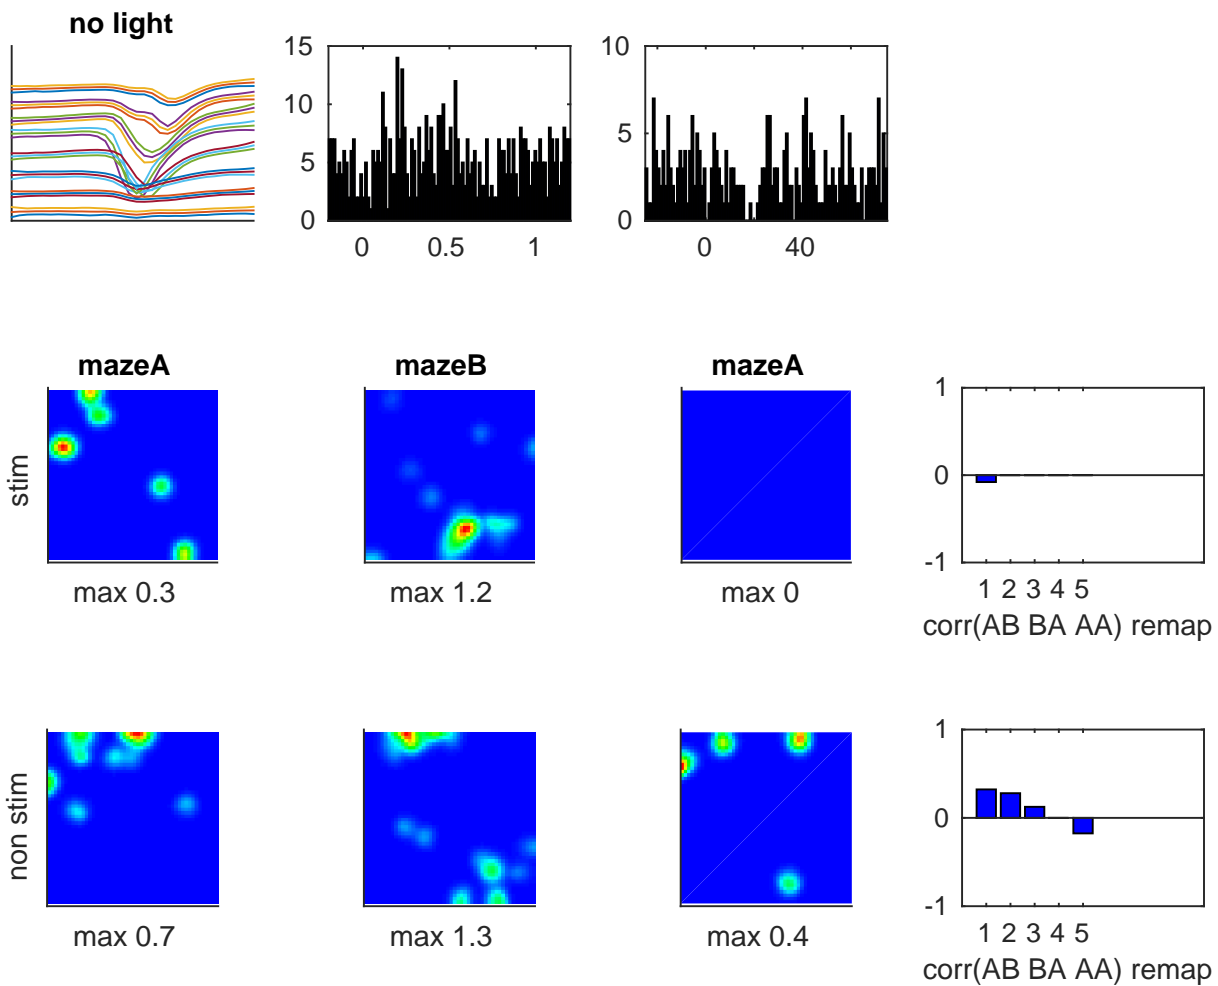 no light
15
10
5
0
0 0.5 1
10
5
0
0 40
mazeA mazeB mazeA
stim
max 0.3 max 1.2 max 0
1
0
-1
1 2 3 4 5
corr(AB BA AA) remap
non stim
max 0.7 max 1.3 max 0.4
1
0
-1
1 2 3 4 5
corr(AB BA AA) remap